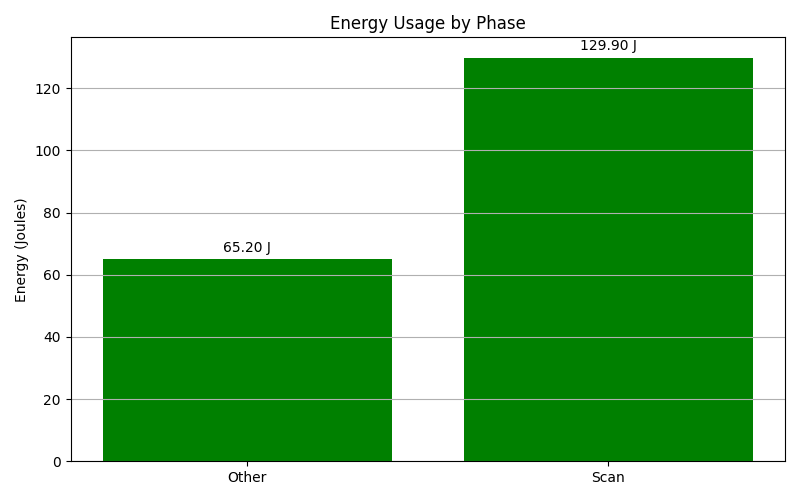 Energy Usage by Phase
129.90 J
65.20 J
Energy (Joules)
120
100
80
60
40
20
0
Other
Scan